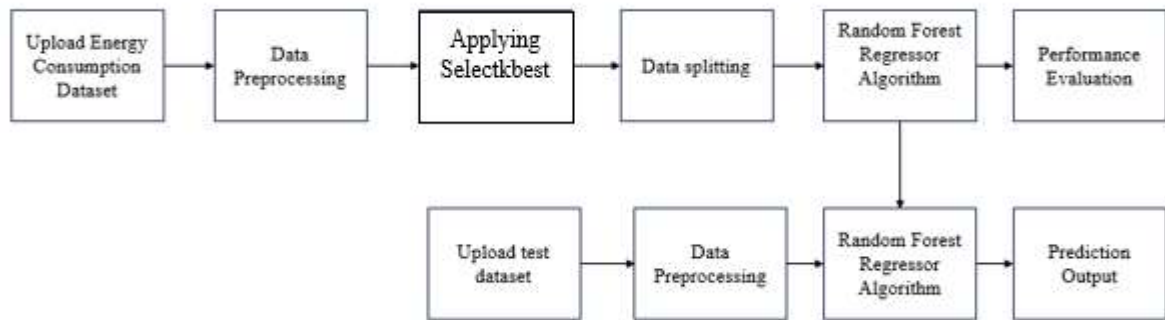 Upload Energy
Consumption
Dataset
Data
Preprocessing
Applying
Selectkbest
Data splitting
Random Forest
Regressor
Algorithm
Performance
Evaluation
Upload test
dataset
Data
Preprocessing
Random Forest
Regressor
Algorithm
Prediction
Output